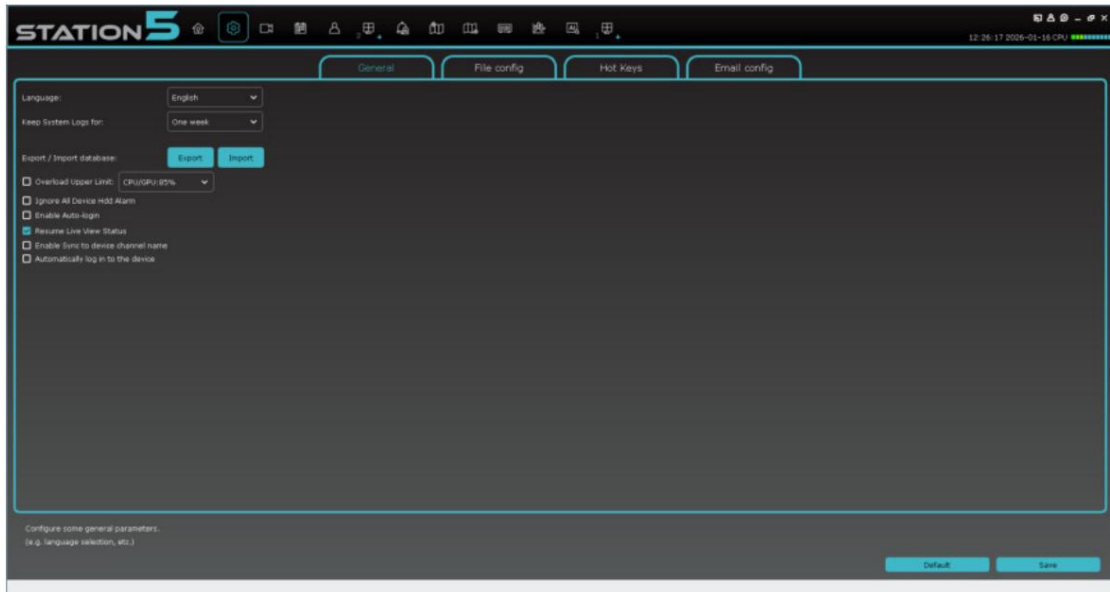 STATION5
12:26:17 2026-01-16 CPU
General File config Hot Keys Email config
Language: English
Keep System Logs for: One week
Export / Import database: Export Import
Overload Upper Limit: CPU/GPU:85%
Ignore All Device Hdd Alarm
Enable Auto-login
Resume Live View Status
Enable Sync to device channel name
Automatically log in to the device
Configure some general parameters.
(e.g. language selection, etc.)
Default Save